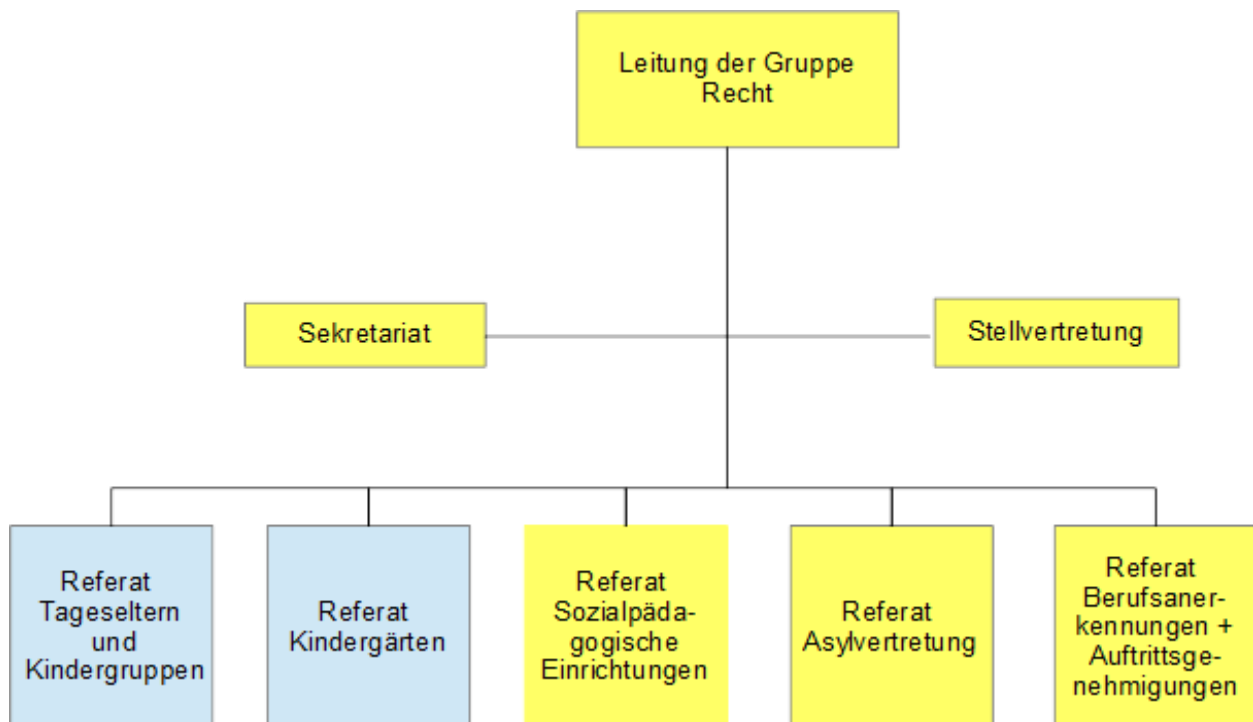 Leitung der Gruppe
Recht
Sekretariat
Stellvertretung
Referat
Tageseltern
und
Kindergruppen
Referat
Kindergärten
Referat
Sozialpäda-
gogische
Einrichtungen
Referat
Asylvertretung
Referat
Berufsaner-
kennungen +
Auftrittsge-
nehmigungen